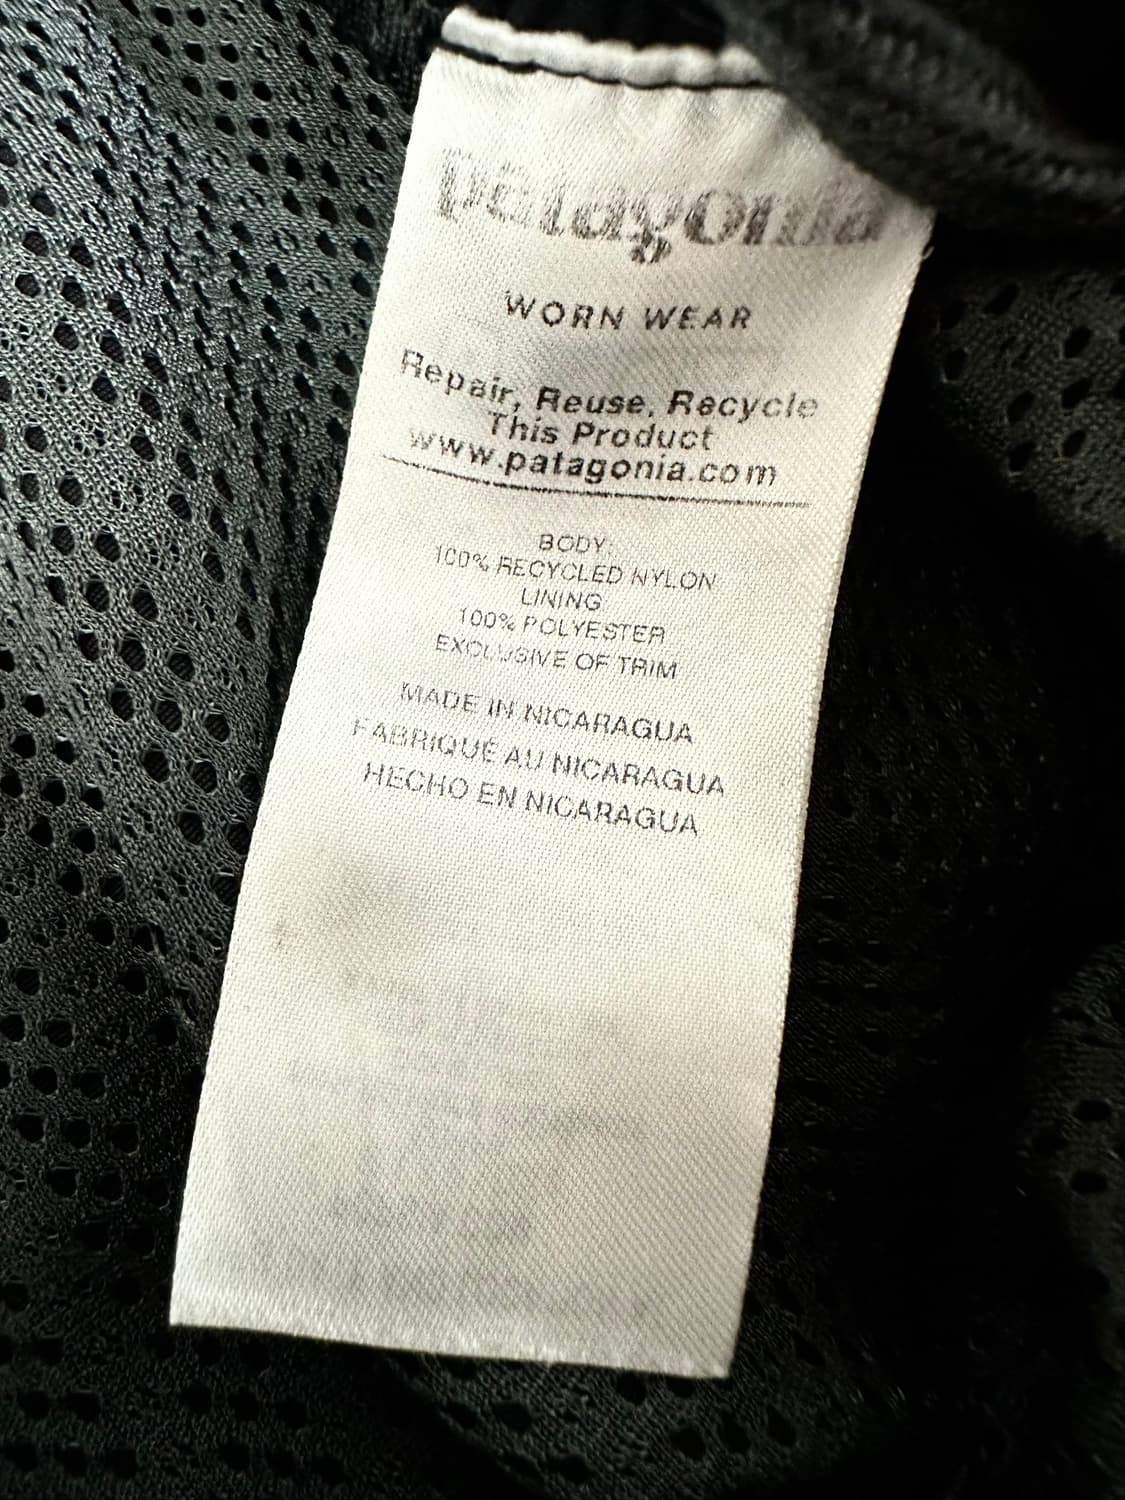 patagonia
WORN WEAR
Repair, Reuse, Recycle
This Product
www.patagonia.com
BODY:
100% RECYCLED NYLON
LINING:
100% POLYESTER
EXCLUSIVE OF TRIM
MADE IN NICARAGUA
FABRIQUÉ AU NICARAGUA
HECHO EN NICARAGUA